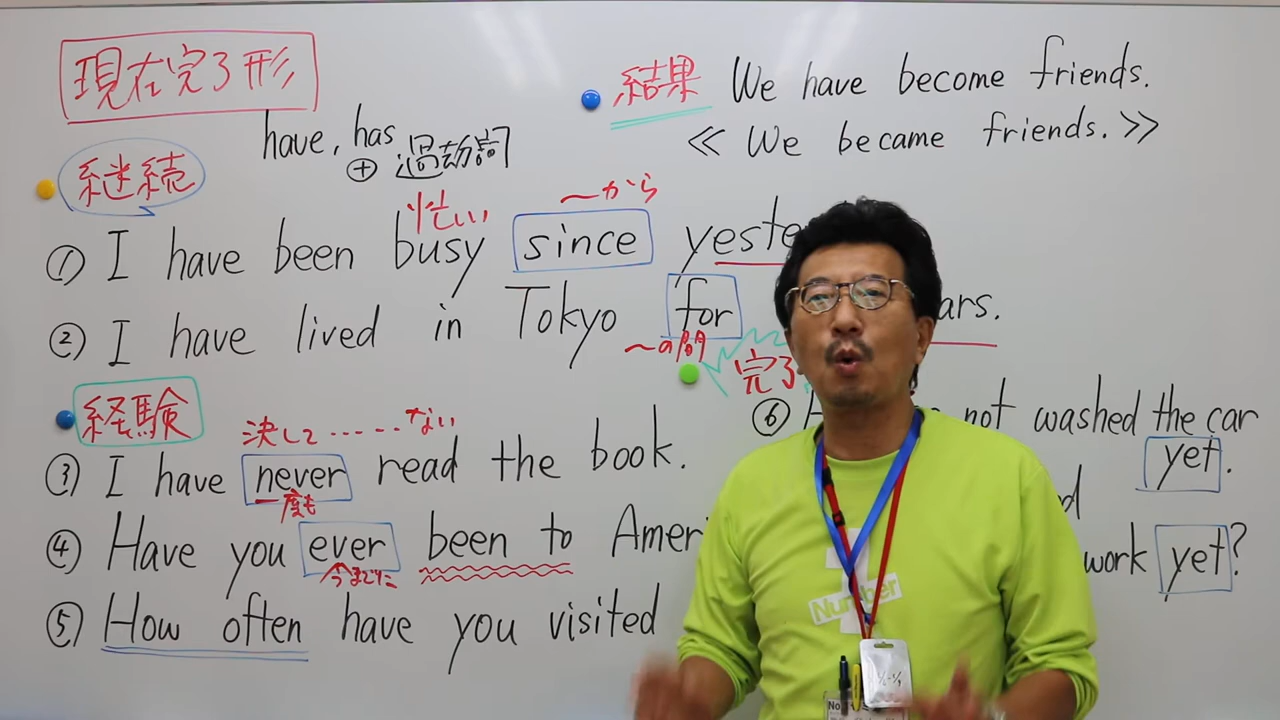 現在完了形
have, has
⊕ 過去分詞
継続
忙しい
〜から
① I have been busy since
② I have lived in Tokyo for
〜の間
経験
決して……ない
③ I have never read the book.
一度も
④ Have you ever been to
今までに
⑤ How often have you visited
結果 We have become friends.
≪ We became friends. ≫
完了
⑥ not washed the car
yet.
work yet?
Number